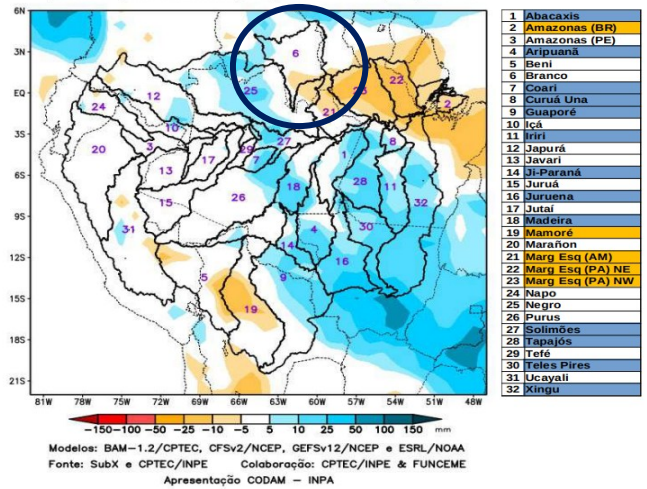 6N
3N
EQ
3S
6S
9S
12S
15S
18S
21S
81W 78W 75W 72W 69W 66W 63W 60W 57W 54W 51W 48W
6
25
22
23
2
24
12
21
10
27
8
20
3
17
29
7
1
13
18
28
11
15
26
32
31
4
30
14
16
5
9
19
-150 -100 -50 -25 -10 -5 5 10 25 50 100 150 mm
Modelos: BAM-1.2/CPTEC, CFSv2/NCEP, GEFSv12/NCEP e ESRL/NOAA
Fonte: SubX e CPTEC/INPE Colaboração: CPTEC/INPE & FUNCEME
Apresentação CODAM - INPA
1 Abacaxis
2 Amazonas (BR)
3 Amazonas (PE)
4 Aripuanã
5 Beni
6 Branco
7 Coari
8 Curuá Una
9 Guaporé
10 Içá
11 Iriri
12 Japurá
13 Javari
14 Ji-Paraná
15 Juruá
16 Juruena
17 Jutaí
18 Madeira
19 Mamoré
20 Marañon
21 Marg Esq (AM)
22 Marg Esq (PA) NE
23 Marg Esq (PA) NW
24 Napo
25 Negro
26 Purus
27 Solimões
28 Tapajós
29 Tefé
30 Teles Pires
31 Ucayali
32 Xingu